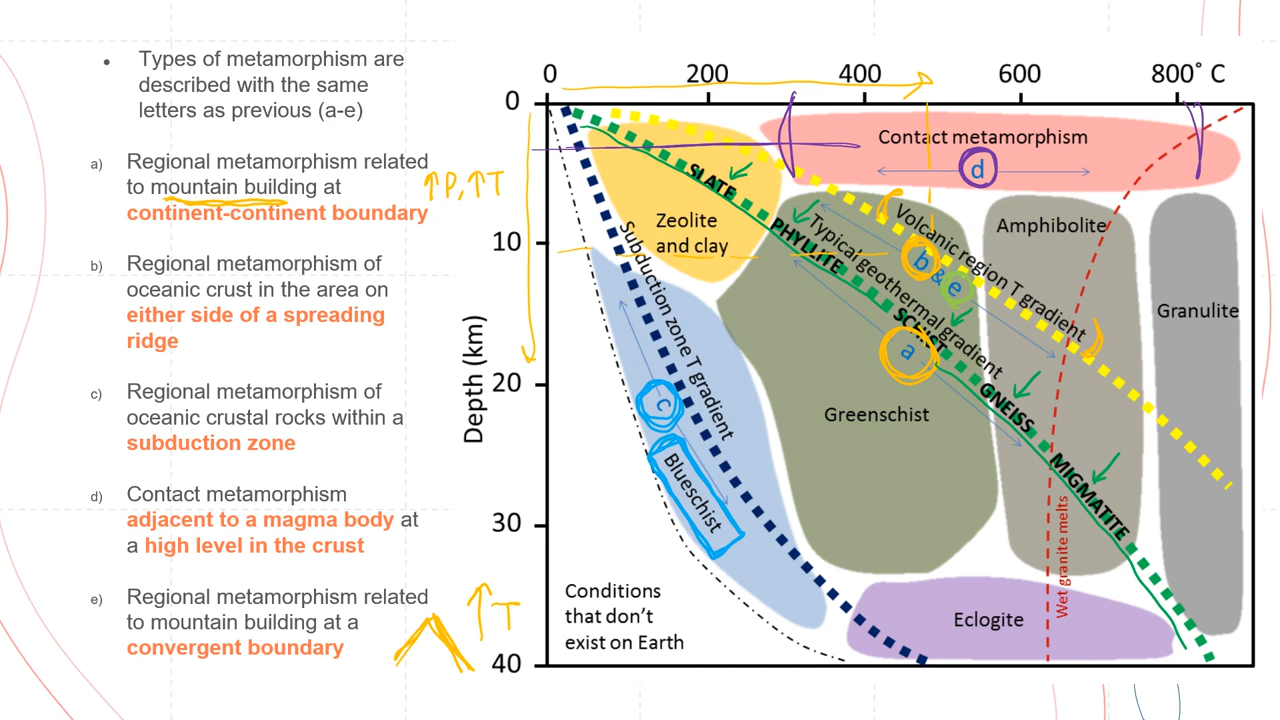 • Types of metamorphism are
described with the same
letters as previous (a-e)
a) Regional metamorphism related
to mountain building at
continent-continent boundary
↑P, ↑T
b) Regional metamorphism of
oceanic crust in the area on
either side of a spreading
ridge
c) Regional metamorphism of
oceanic crustal rocks within a
subduction zone
d) Contact metamorphism
adjacent to a magma body at
a high level in the crust
e) Regional metamorphism related
to mountain building at a
convergent boundary
↑T
0 200 400 600 800° C
0
10
20
30
40
Depth (km)
Contact metamorphism
d
SLATE
Zeolite
and clay
PHYLLITE
Volcanic region T gradient
Amphibolite
b & e
Typical geothermal gradient
Subduction zone T gradient
SCHIST
a
Granulite
c
GNEISS
Greenschist
Blueschist
MIGMATITE
Wet granite melts
Conditions
that don't
exist on Earth
Eclogite